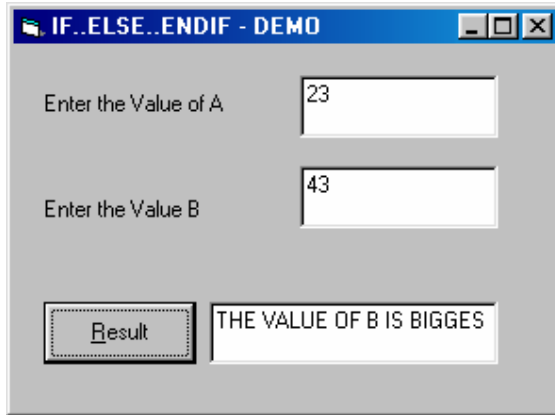 IF..ELSE..ENDIF - DEMO
Enter the Value of A
23
Enter the Value B
43
Result
THE VALUE OF B IS BIGGES